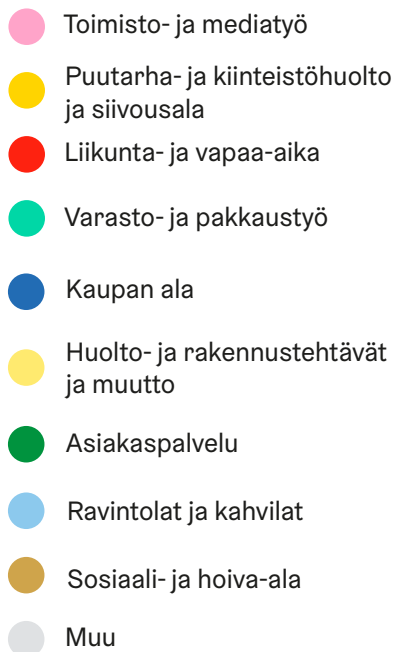 Toimisto- ja mediatyö
Puutarha- ja kiinteistöhuolto
ja siivousala
Liikunta- ja vapaa-aika
Varasto- ja pakkaustyö
Kaupan ala
Huolto- ja rakennustehtävät
ja muutto
Asiakaspalvelu
Ravintolat ja kahvilat
Sosiaali- ja hoiva-ala
Muu